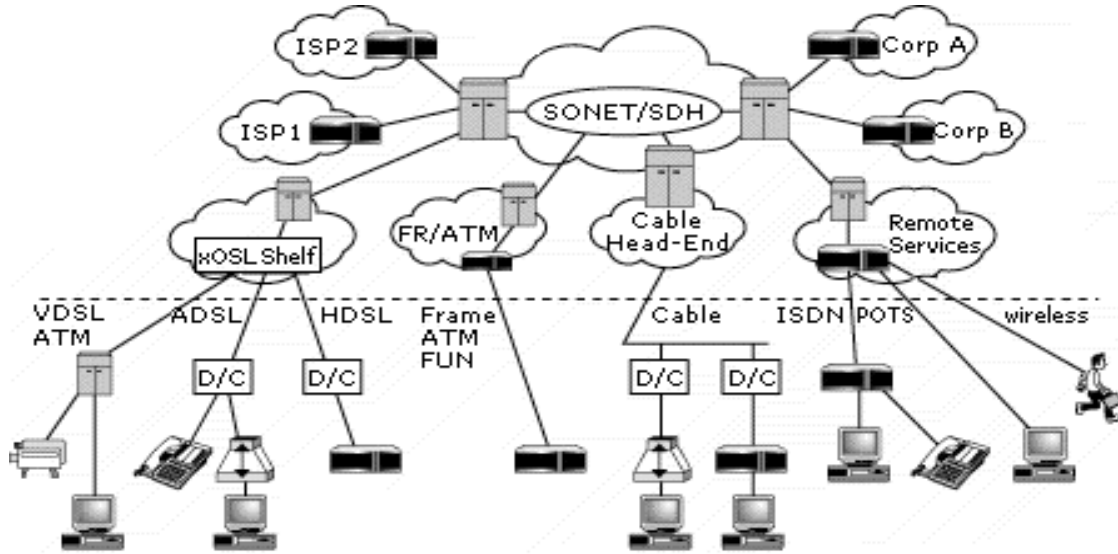 ISP2
Corp A
SONET/SDH
ISP1
Corp B
FR/ATM
Cable
Head-End
Remote
Services
xOSL Shelf
VDSL
ATM
ADSL
HDSL
Frame
ATM
FUN
Cable
ISDN
POTS
wireless
D/C
D/C
D/C
D/C